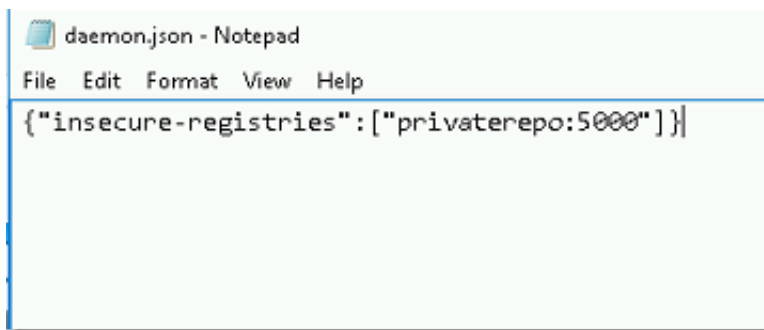 daemon.json - Notepad
File Edit Format View Help
{"insecure-registries":["privaterepo:5000"]}